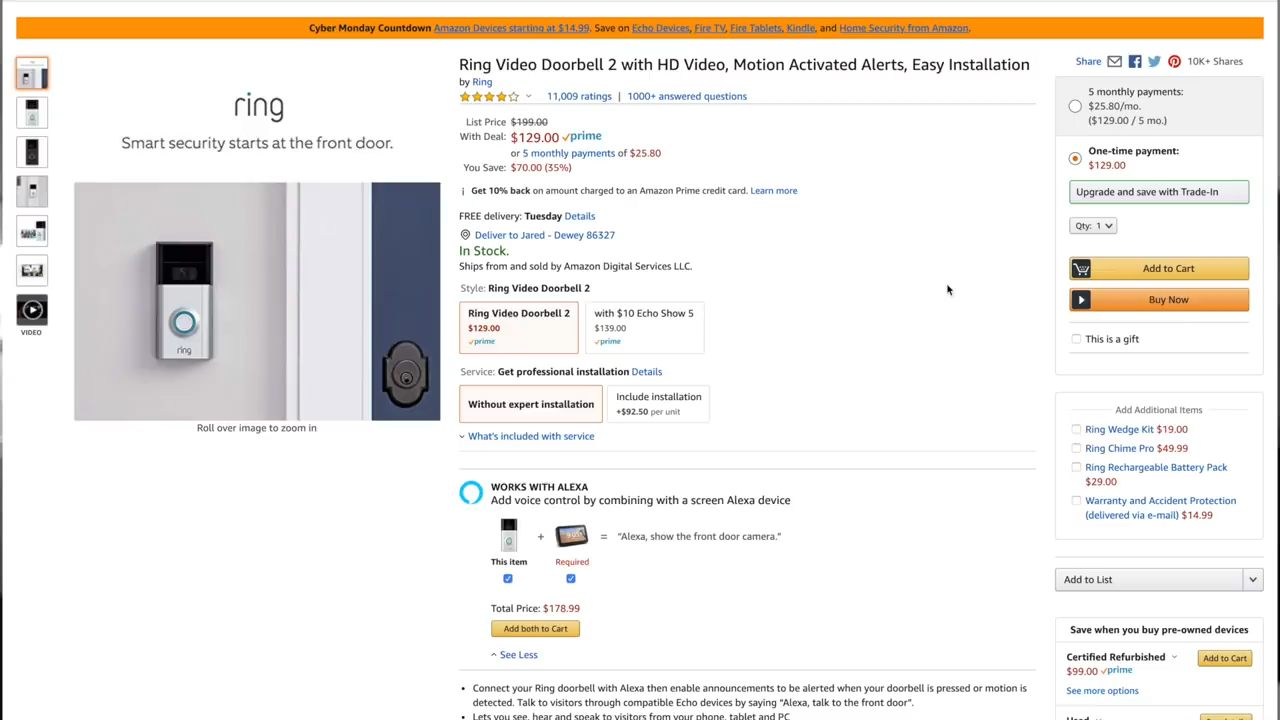 Cyber Monday Countdown Amazon Devices starting at $14.99. Save on Echo Devices, Fire TV, Fire Tablets, Kindle, and Home Security from Amazon.
ring
Smart security starts at the front door.
ring
Roll over image to zoom in
VIDEO
Ring Video Doorbell 2 with HD Video, Motion Activated Alerts, Easy Installation
by Ring
11,009 ratings | 1000+ answered questions
List Price $199.00
With Deal: $129.00 prime
or 5 monthly payments of $25.80
You Save: $70.00 (35%)
Get 10% back on amount charged to an Amazon Prime credit card. Learn more
FREE delivery: Tuesday Details
Deliver to Jared - Dewey 86327
In Stock.
Ships from and sold by Amazon Digital Services LLC.
Style: Ring Video Doorbell 2
Ring Video Doorbell 2
$129.00
prime
with $10 Echo Show 5
$139.00
prime
Service: Get professional installation Details
Without expert installation
Include installation
+$92.50 per unit
What's included with service
WORKS WITH ALEXA
Add voice control by combining with a screen Alexa device
+ = “Alexa, show the front door camera.”
This item Required
Total Price: $178.99
Add both to Cart
See Less
• Connect your Ring doorbell with Alexa then enable announcements to be alerted when your doorbell is pressed or motion is
detected. Talk to visitors through compatible Echo devices by saying “Alexa, talk to the front door”.
• Lets you see, hear and speak to visitors from your phone, tablet and PC
Share 10K+ Shares
5 monthly payments:
$25.80/mo.
($129.00 / 5 mo.)
One-time payment:
$129.00
Upgrade and save with Trade-In
Qty: 1
Add to Cart
Buy Now
This is a gift
Add Additional Items
Ring Wedge Kit $19.00
Ring Chime Pro $49.99
Ring Rechargeable Battery Pack
$29.00
Warranty and Accident Protection
(delivered via e-mail) $14.99
Add to List
Save when you buy pre-owned devices
Certified Refurbished
$99.00 prime
Add to Cart
See more options